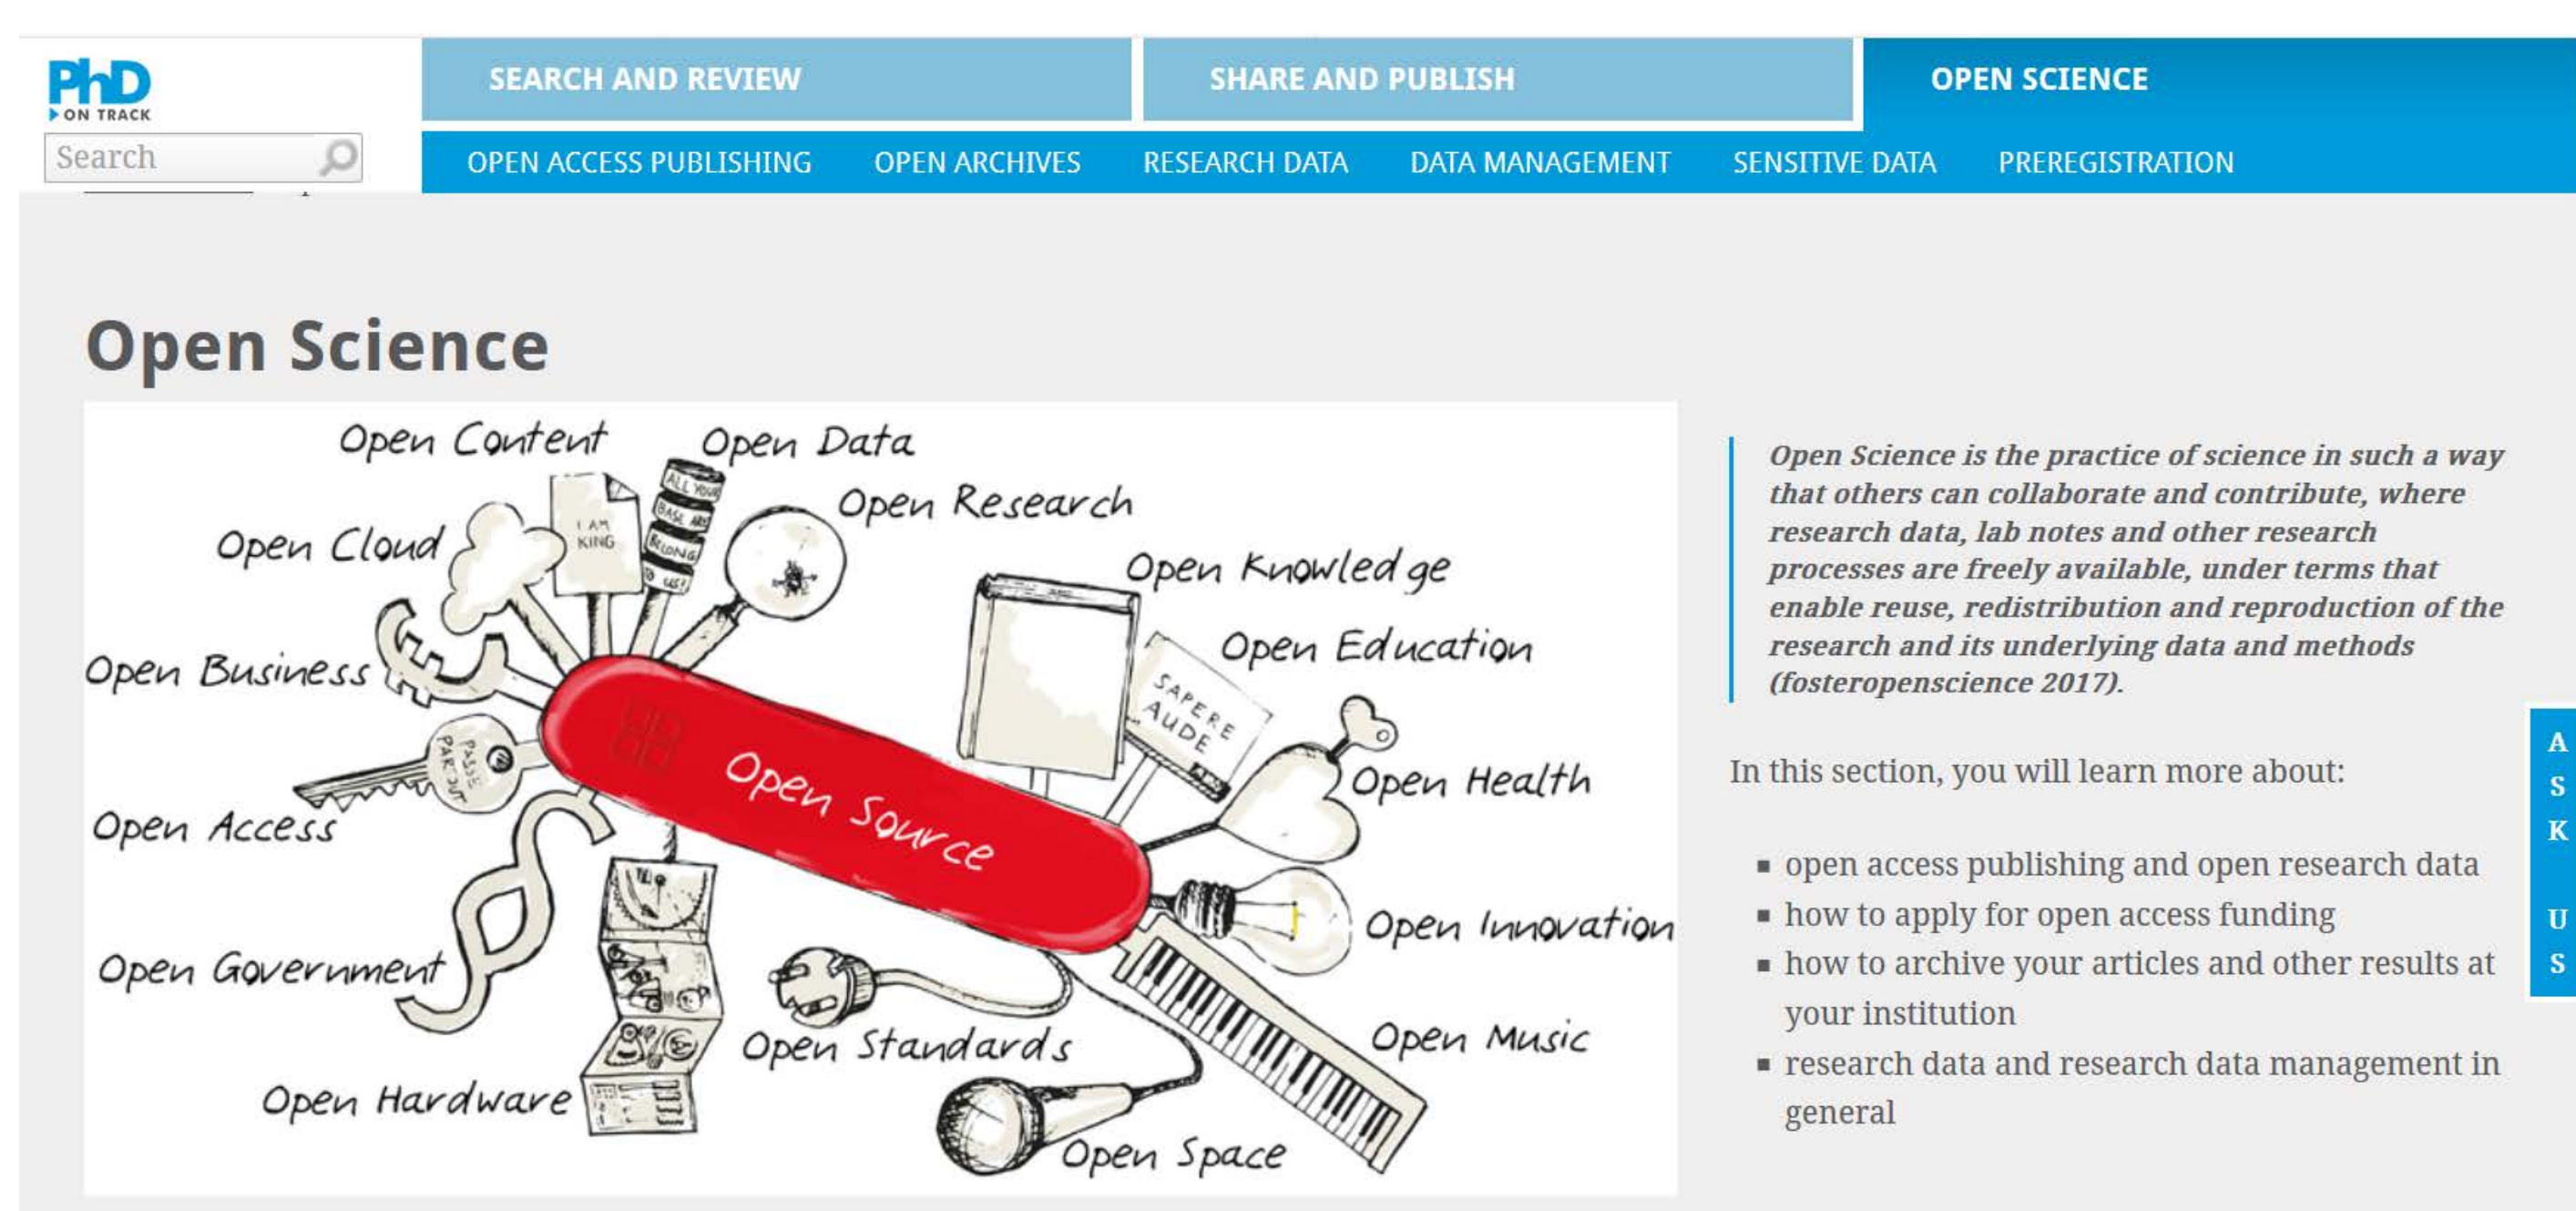 PhD
ON TRACK
Search
SEARCH AND REVIEW
SHARE AND PUBLISH
OPEN SCIENCE
OPEN ACCESS PUBLISHING
OPEN ARCHIVES
RESEARCH DATA
DATA MANAGEMENT
SENSITIVE DATA
PREREGISTRATION
Open Science
Open Content
Open Data
Open Research
Open Cloud
Open Knowledge
Open Education
Open Business
Open Health
Open Access
Open Source
Open Innovation
Open Government
Open Standards
Open Music
Open Hardware
Open Space
I AM
KING
ALL YOUR
BASE ARE
BELONG
TO US!
SAPERE
AUDE
PASSE
PARTOUT
Open Science is the practice of science in such a way
that others can collaborate and contribute, where
research data, lab notes and other research
processes are freely available, under terms that
enable reuse, redistribution and reproduction of the
research and its underlying data and methods
(fosteropenscience 2017).
In this section, you will learn more about:
open access publishing and open research data
how to apply for open access funding
how to archive your articles and other results at
your institution
research data and research data management in
general
ASK US